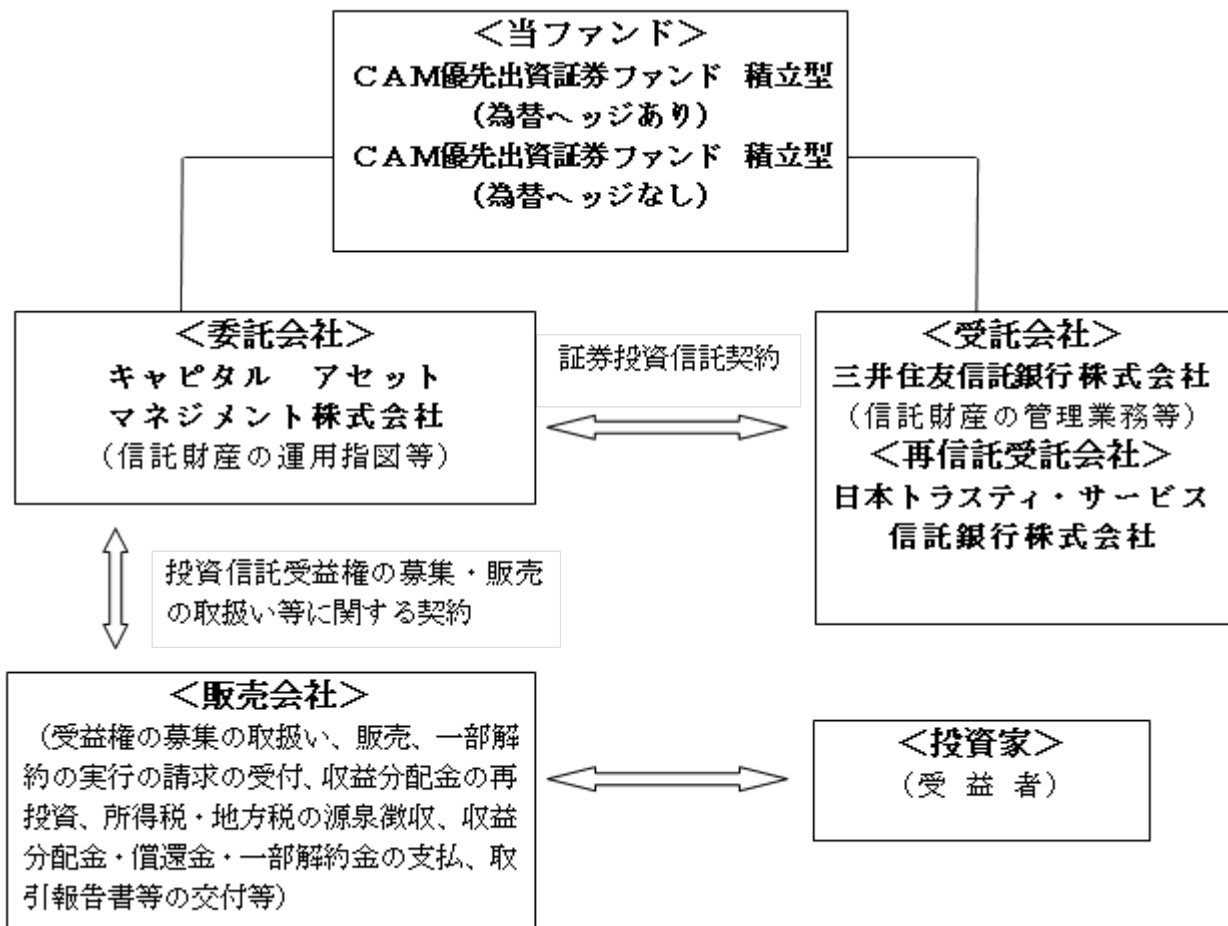 ＜当ファンド＞
ＣＡＭ優先出資証券ファンド　積立型
（為替ヘッジあり）
ＣＡＭ優先出資証券ファンド　積立型
（為替ヘッジなし）
＜委託会社＞
キャピタル　アセット
マネジメント株式会社
（信託財産の運用指図等）
証券投資信託契約
＜受託会社＞
三井住友信託銀行株式会社
（信託財産の管理業務等）
＜再信託受託会社＞
日本トラスティ・サービス
信託銀行株式会社
投資信託受益権の募集・販売
の取扱い等に関する契約
＜販売会社＞
（受益権の募集の取扱い、販売、一部解
約の実行の請求の受付、収益分配金の再
投資、所得税・地方税の源泉徴収、収益
分配金・償還金・一部解約金の支払、取
引報告書等の交付等）
＜投資家＞
（受 益 者）